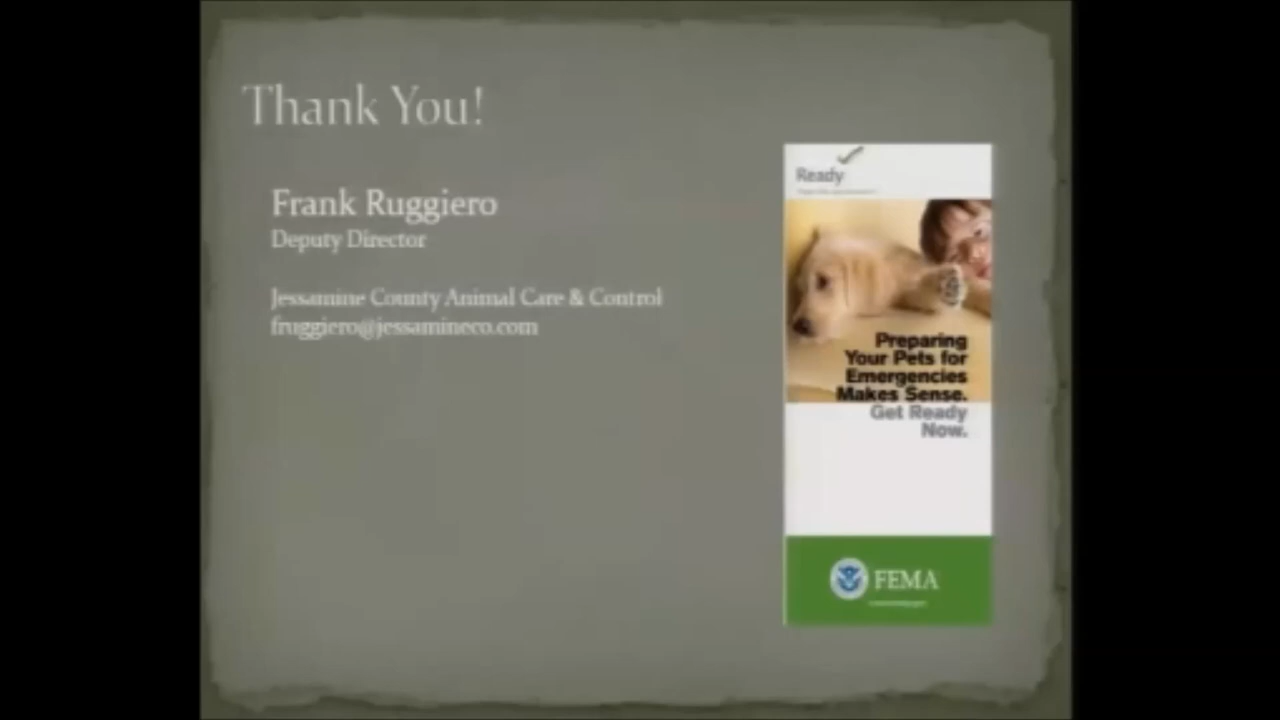 Thank You!
Frank Ruggiero
Deputy Director
Jessamine County Animal Care & Control
fruggiero@jessamineco.com
Ready
Preparing
Your Pets for
Emergencies
Makes Sense.
Get Ready
Now.
FEMA